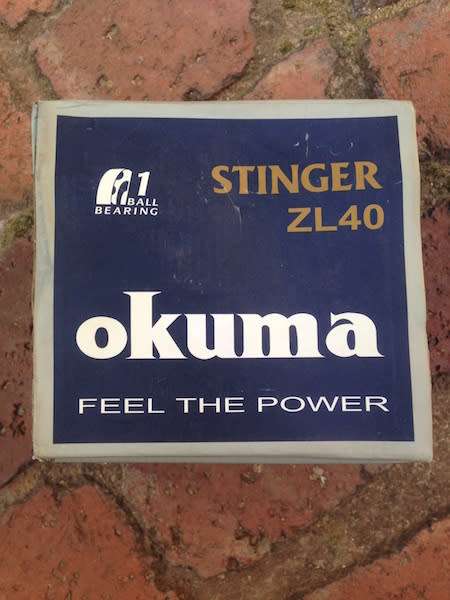 1
BALL
BEARING
STINGER
ZL40
okuma
FEEL THE POWER